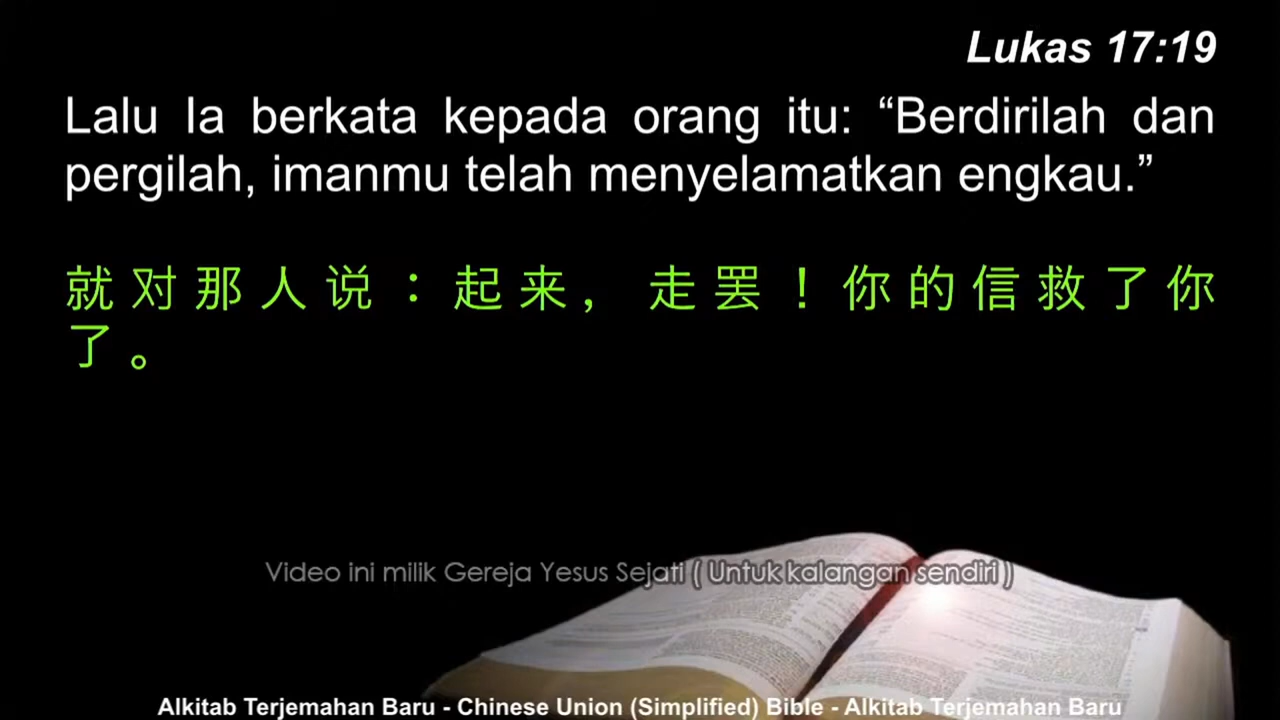 Lukas 17:19
Lalu Ia berkata kepada orang itu: “Berdirilah dan
pergilah, imanmu telah menyelamatkan engkau.”
就对那人说：起来，走罢！你的信救了你
了。
Video ini milik Gereja Yesus Sejati ( Untuk kalangan sendiri )
Alkitab Terjemahan Baru - Chinese Union (Simplified) Bible - Alkitab Terjemahan Baru